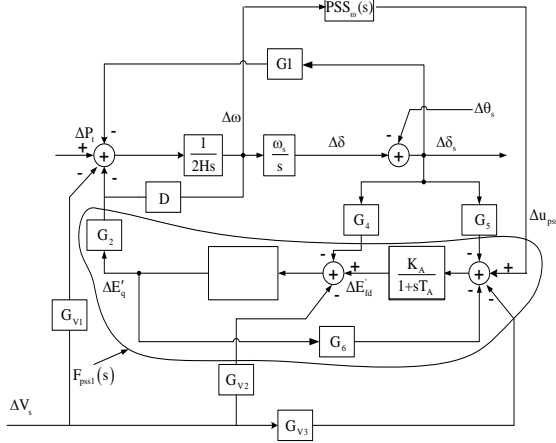 PSS_ω(s)
G1
Δω
Δθ_s
ΔP_t
+
-
+
-
-
1/2Hs
ω_s/s
Δδ
+
-
Δδ_s
D
G_4
G_5
Δu_pss
G_2
ΔE'_q
-
+
-
ΔE'_fd
K_A/1+sT_A
-
-
+
+
-
-
G_V1
G_6
F_pss1(s)
G_V2
ΔV_s
G_V3